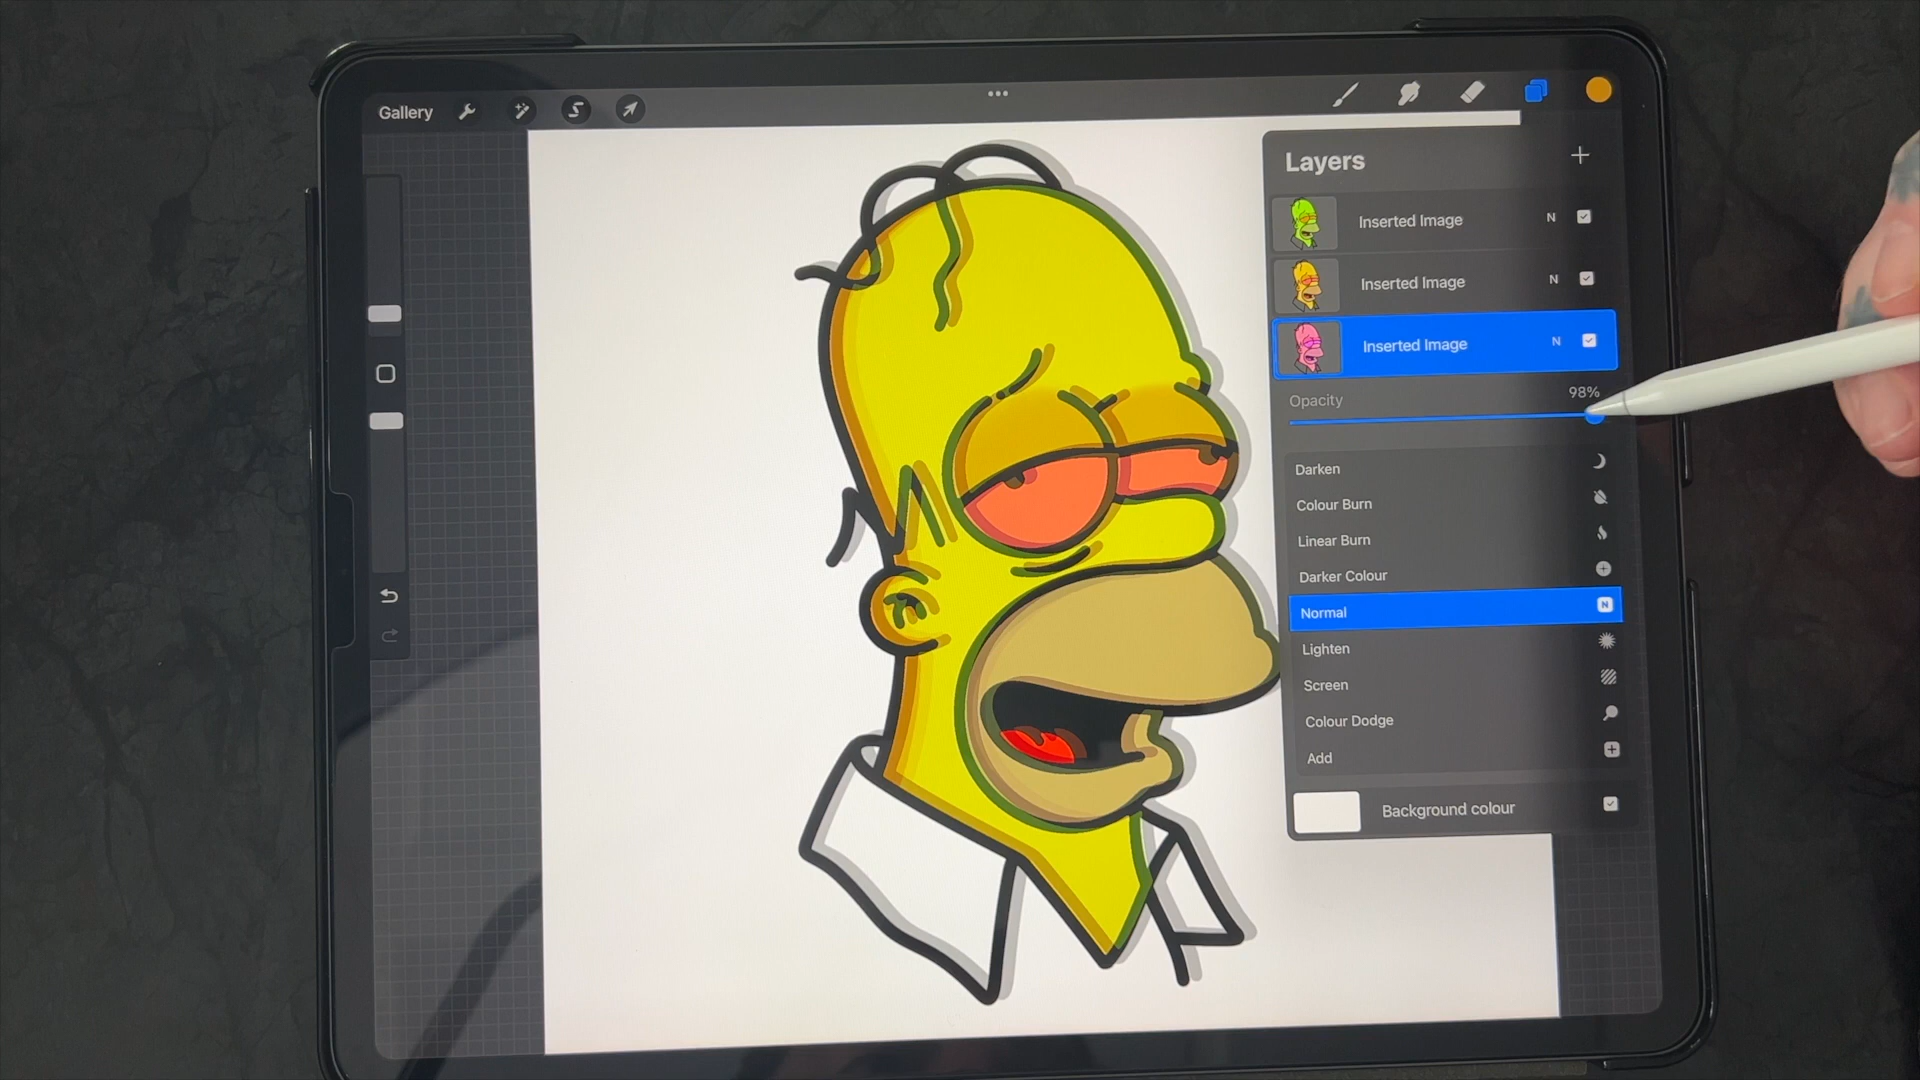 Gallery
Layers
Inserted Image N
Inserted Image N
Inserted Image N
98%
Opacity
Darken
Colour Burn
Linear Burn
Darker Colour
Normal N
Lighten
Screen
Colour Dodge
Add
Background colour